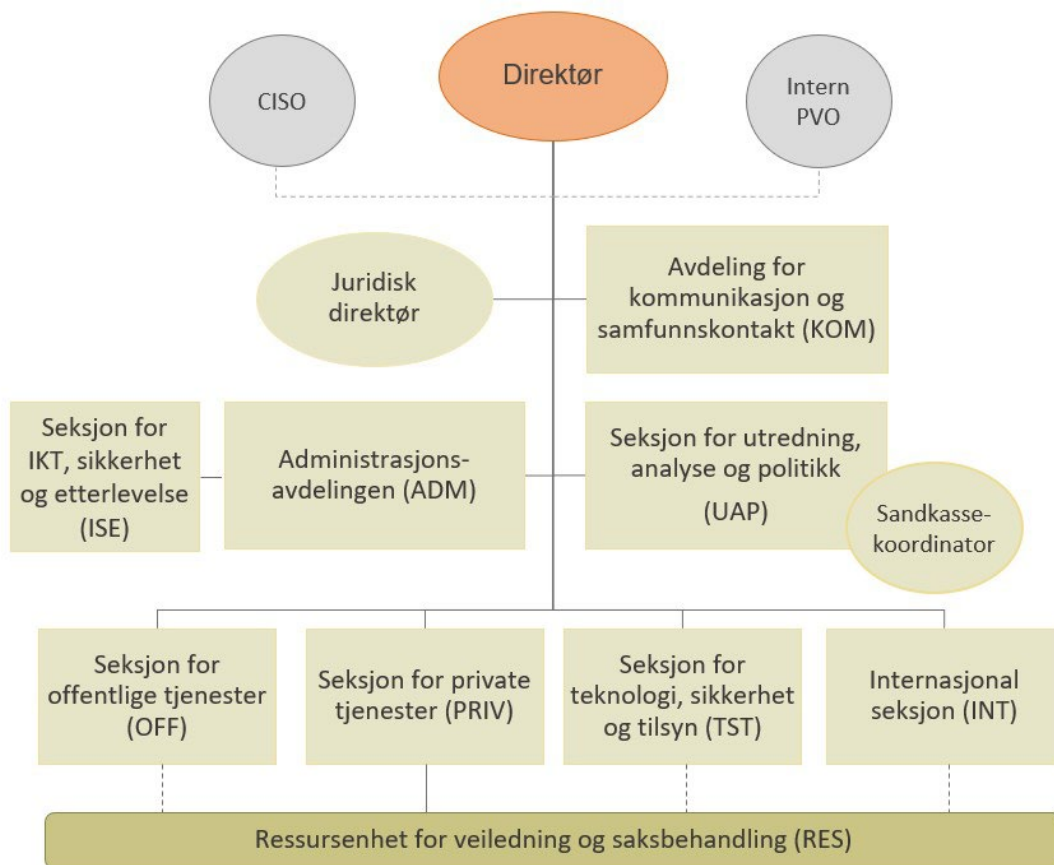 Direktør
CISO
Intern
PVO
Juridisk
direktør
Avdeling for
kommunikasjon og
samfunnskontakt (KOM)
Seksjon for
IKT, sikkerhet
og etterlevelse
(ISE)
Administrasjons-
avdelingen (ADM)
Seksjon for utredning,
analyse og politikk
(UAP)
Sandkasse-
koordinator
Seksjon for
offentlige tjenester
(OFF)
Seksjon for private
tjenester (PRIV)
Seksjon for
teknologi, sikkerhet
og tilsyn (TST)
Internasjonal
seksjon (INT)
Ressursenhet for veiledning og saksbehandling (RES)